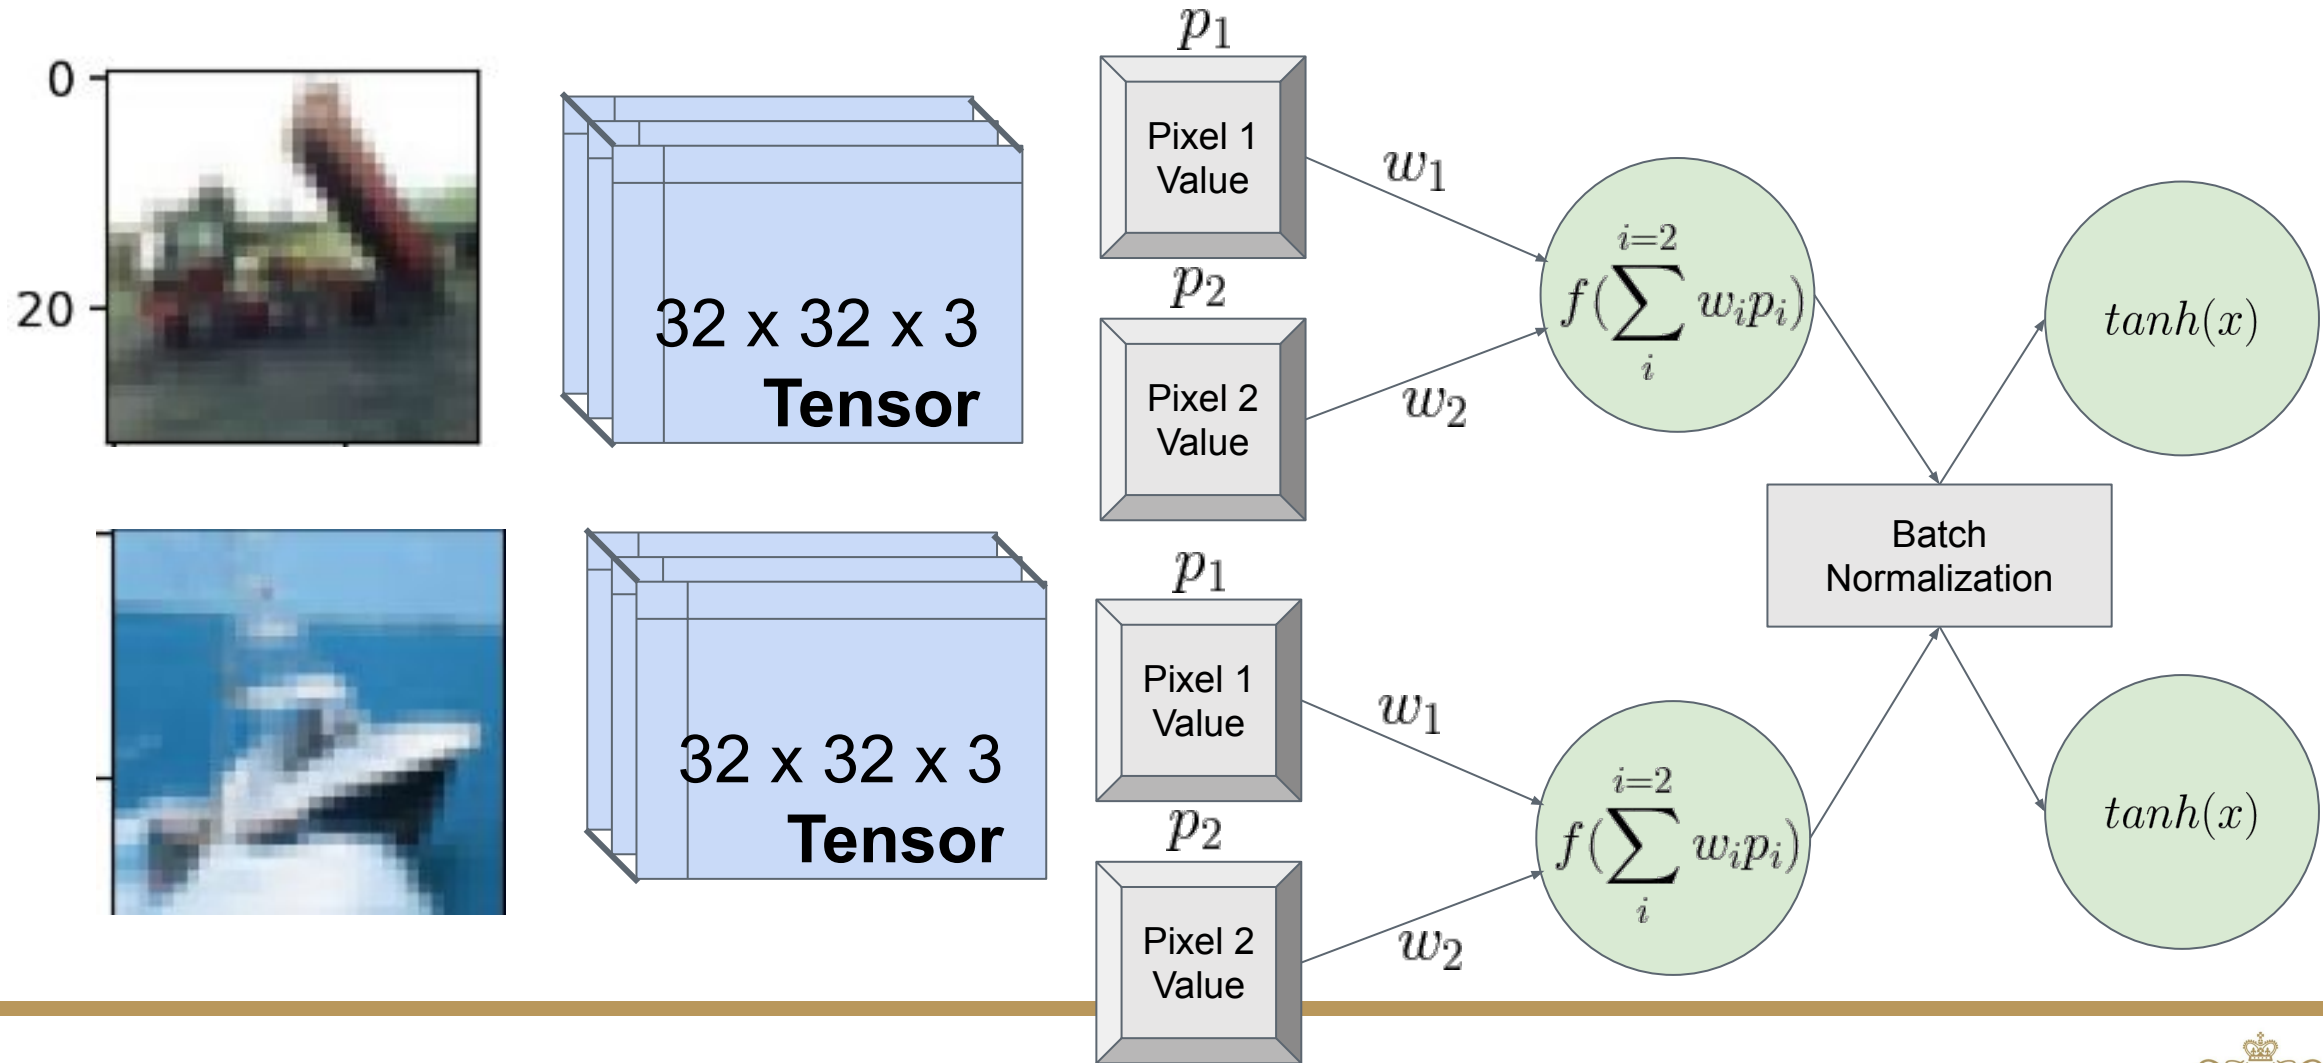 0
20
32 x 32 x 3
Tensor
p₁
Pixel 1
Value
w₁
p₂
Pixel 2
Value
w₂
i=2
f(∑ wᵢpᵢ)
i
tanh(x)
Batch
Normalization
32 x 32 x 3
Tensor
p₁
Pixel 1
Value
w₁
p₂
Pixel 2
Value
w₂
i=2
f(∑ wᵢpᵢ)
i
tanh(x)